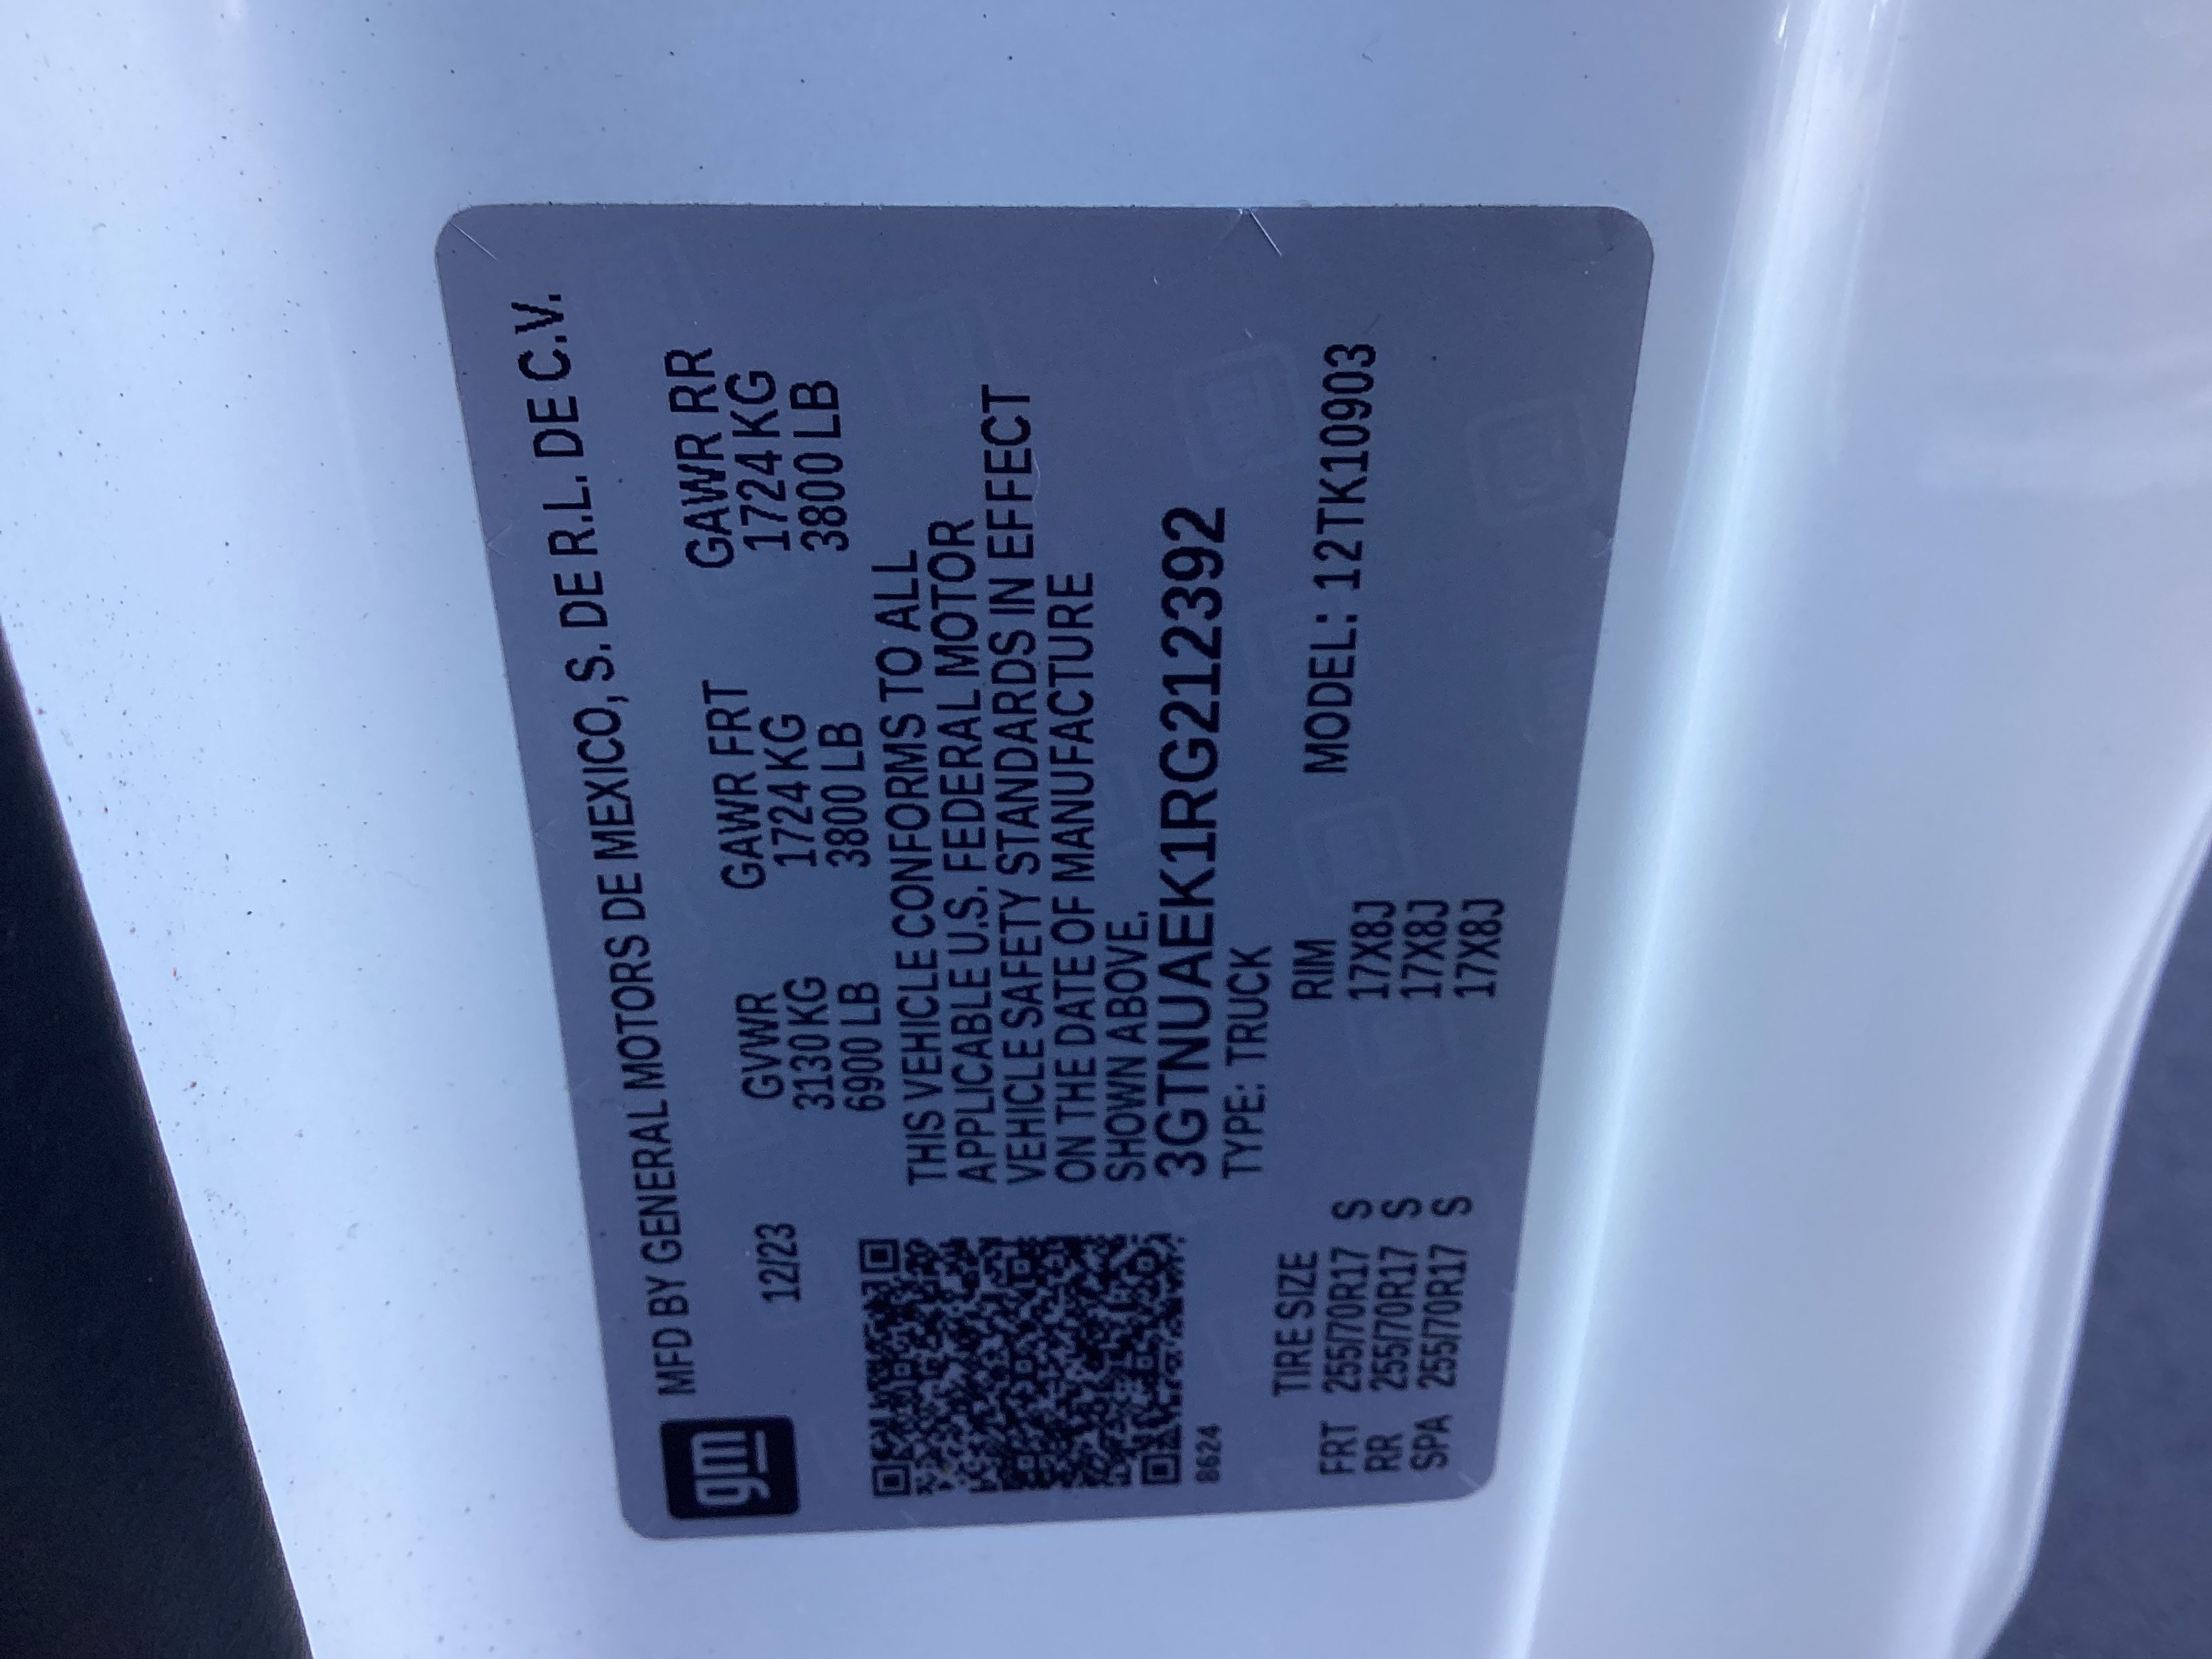 gm MFD BY GENERAL MOTORS DE MEXICO, S. DE R.L. DE C.V.
12/23 GVWR GAWR FRT GAWR RR
3130 KG 1724 KG 1724 KG
6900 LB 3800 LB 3800 LB
THIS VEHICLE CONFORMS TO ALL
APPLICABLE U.S. FEDERAL MOTOR
VEHICLE SAFETY STANDARDS IN EFFECT
ON THE DATE OF MANUFACTURE
SHOWN ABOVE.
3GTNUAEK1RG212392
8624 TYPE: TRUCK
TIRE SIZE RIM MODEL: 12TK10903
FRT 255/70R17 S 17X8J
RR 255/70R17 S 17X8J
SPA 255/70R17 S 17X8J